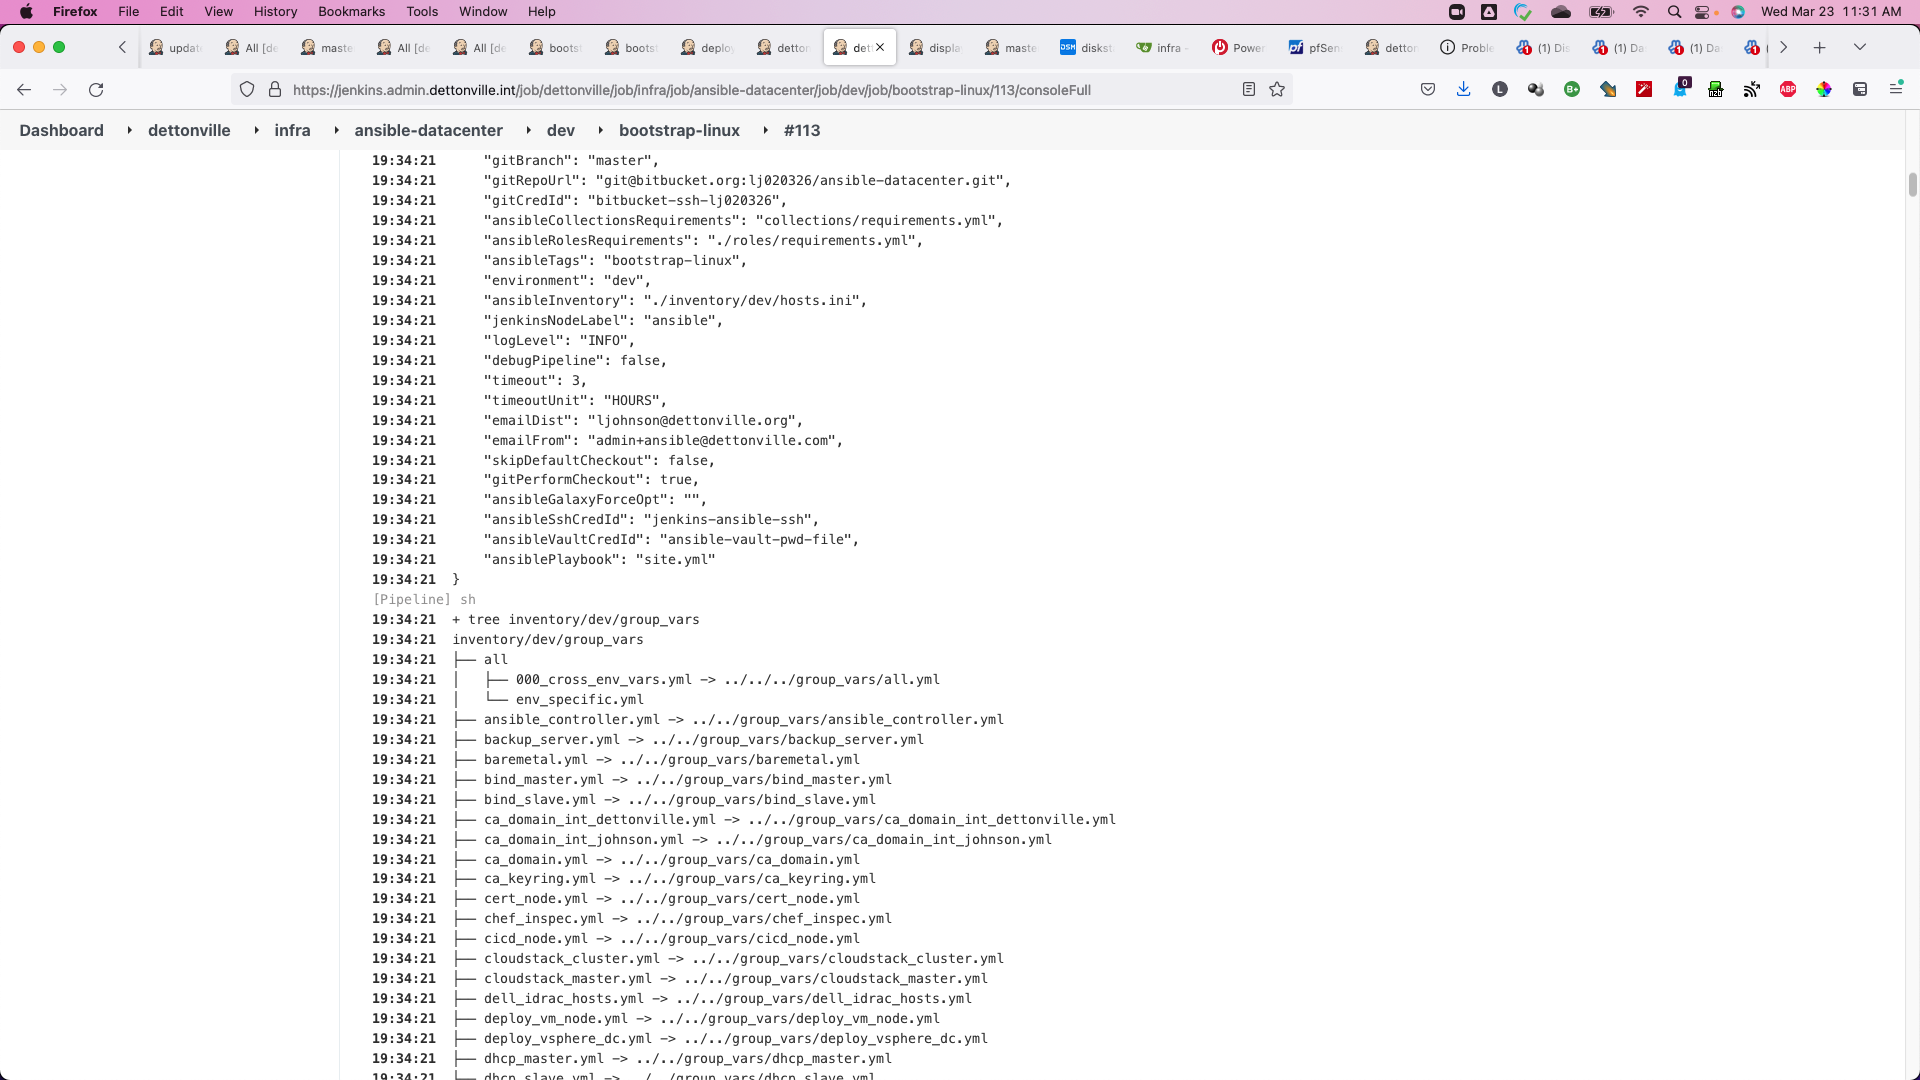 Firefox File Edit View History Bookmarks Tools Window Help Wed Mar 23 11:31 AM
updat All [de maste All [de All [de boots boots deploy detton det displa maste DSM diskst infra - Power pfSen detton Proble (1) Dis (1) Da (1) Da
https://jenkins.admin.dettonville.int/job/dettonville/job/infra/job/ansible-datacenter/job/dev/job/bootstrap-linux/113/consoleFull
Dashboard dettonville infra ansible-datacenter dev bootstrap-linux #113
19:34:21 "gitBranch": "master",
19:34:21 "gitRepoUrl": "git@bitbucket.org:lj020326/ansible-datacenter.git",
19:34:21 "gitCredId": "bitbucket-ssh-lj020326",
19:34:21 "ansibleCollectionsRequirements": "collections/requirements.yml",
19:34:21 "ansibleRolesRequirements": "./roles/requirements.yml",
19:34:21 "ansibleTags": "bootstrap-linux",
19:34:21 "environment": "dev",
19:34:21 "ansibleInventory": "./inventory/dev/hosts.ini",
19:34:21 "jenkinsNodeLabel": "ansible",
19:34:21 "logLevel": "INFO",
19:34:21 "debugPipeline": false,
19:34:21 "timeout": 3,
19:34:21 "timeoutUnit": "HOURS",
19:34:21 "emailDist": "ljohnson@dettonville.org",
19:34:21 "emailFrom": "admin+ansible@dettonville.com",
19:34:21 "skipDefaultCheckout": false,
19:34:21 "gitPerformCheckout": true,
19:34:21 "ansibleGalaxyForceOpt": "",
19:34:21 "ansibleSshCredId": "jenkins-ansible-ssh",
19:34:21 "ansibleVaultCredId": "ansible-vault-pwd-file",
19:34:21 "ansiblePlaybook": "site.yml"
19:34:21 }
[Pipeline] sh
19:34:21 + tree inventory/dev/group_vars
19:34:21 inventory/dev/group_vars
19:34:21 ├── all
19:34:21 │   ├── 000_cross_env_vars.yml -> ../../../group_vars/all.yml
19:34:21 │   └── env_specific.yml
19:34:21 ├── ansible_controller.yml -> ../../group_vars/ansible_controller.yml
19:34:21 ├── backup_server.yml -> ../../group_vars/backup_server.yml
19:34:21 ├── baremetal.yml -> ../../group_vars/baremetal.yml
19:34:21 ├── bind_master.yml -> ../../group_vars/bind_master.yml
19:34:21 ├── bind_slave.yml -> ../../group_vars/bind_slave.yml
19:34:21 ├── ca_domain_int_dettonville.yml -> ../../group_vars/ca_domain_int_dettonville.yml
19:34:21 ├── ca_domain_int_johnson.yml -> ../../group_vars/ca_domain_int_johnson.yml
19:34:21 ├── ca_domain.yml -> ../../group_vars/ca_domain.yml
19:34:21 ├── ca_keyring.yml -> ../../group_vars/ca_keyring.yml
19:34:21 ├── cert_node.yml -> ../../group_vars/cert_node.yml
19:34:21 ├── chef_inspec.yml -> ../../group_vars/chef_inspec.yml
19:34:21 ├── cicd_node.yml -> ../../group_vars/cicd_node.yml
19:34:21 ├── cloudstack_cluster.yml -> ../../group_vars/cloudstack_cluster.yml
19:34:21 ├── cloudstack_master.yml -> ../../group_vars/cloudstack_master.yml
19:34:21 ├── dell_idrac_hosts.yml -> ../../group_vars/dell_idrac_hosts.yml
19:34:21 ├── deploy_vm_node.yml -> ../../group_vars/deploy_vm_node.yml
19:34:21 ├── deploy_vsphere_dc.yml -> ../../group_vars/deploy_vsphere_dc.yml
19:34:21 ├── dhcp_master.yml -> ../../group_vars/dhcp_master.yml
19:34:21 ├── dhcp_slave.yml -> ../../group_vars/dhcp_slave.yml